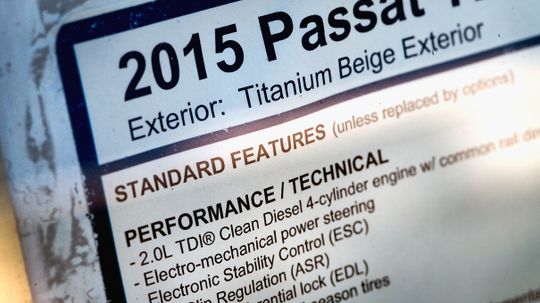 2015 Passat
Exterior: Titanium Beige Exterior
STANDARD FEATURES (unless replaced by options)
PERFORMANCE / TECHNICAL
- 2.0L TDI® Clean Diesel 4-cylinder engine w/ common rail
- Electro-mechanical power steering
- Electronic Stability Control (ESC)
Slip Regulation (ASR)
lock (EDL)
season tires